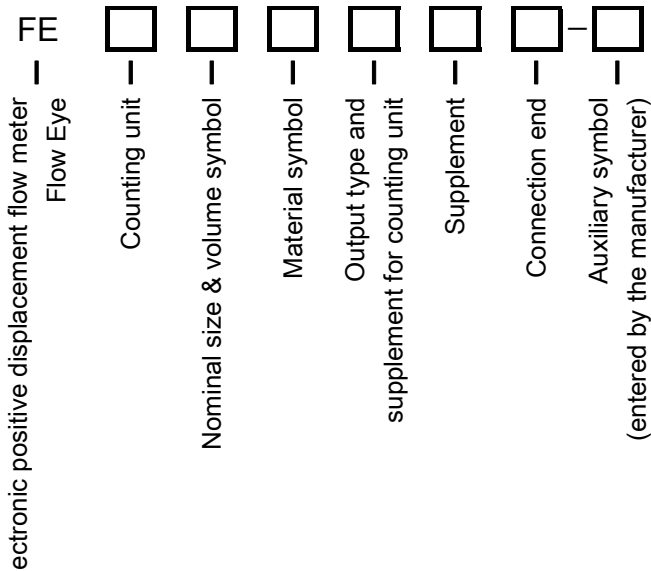 FE
–
ectronic positive displacement flow meter
Flow Eye
Counting unit
Nominal size & volume symbol
Material symbol
Output type and
supplement for counting unit
Supplement
Connection end
Auxiliary symbol
(entered by the manufacturer)